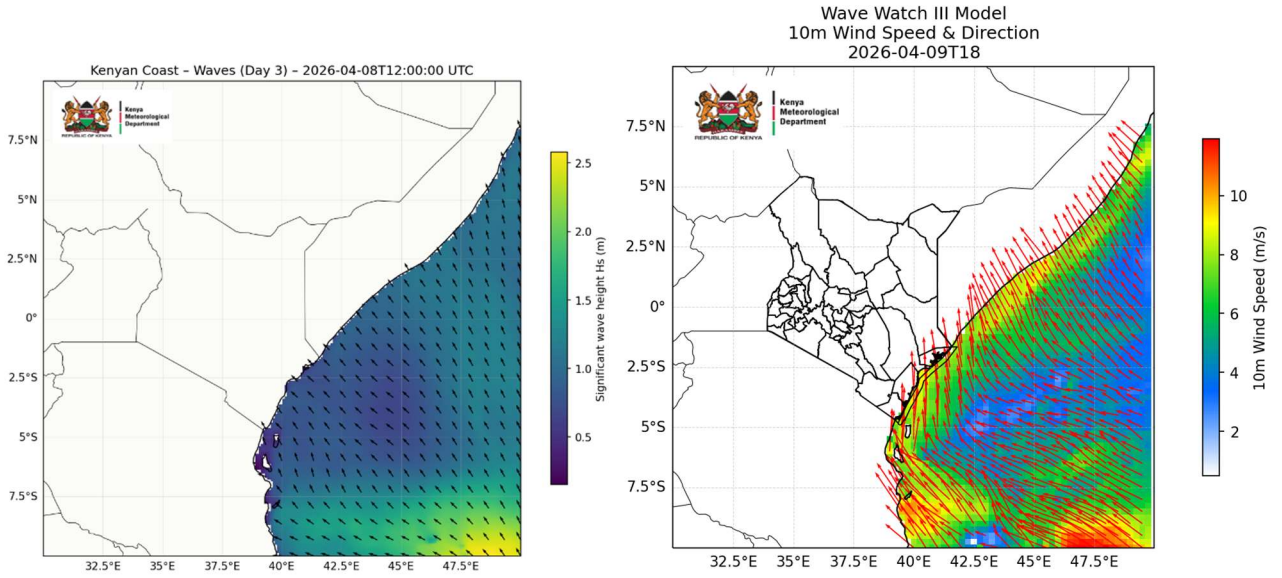 Kenyan Coast – Waves (Day 3) – 2026-04-08T12:00:00 UTC
Kenya
Meteorological
Department
REPUBLIC OF KENYA
7.5°N
5°N
2.5°N
0°
2.5°S
5°S
7.5°S
32.5°E 35°E 37.5°E 40°E 42.5°E 45°E 47.5°E
2.5
2.0
1.5
1.0
0.5
Significant wave height Hs (m)
Wave Watch III Model
10m Wind Speed & Direction
2026-04-09T18
Kenya
Meteorological
Department
REPUBLIC OF KENYA
7.5°N
5°N
2.5°N
0°
2.5°S
5°S
7.5°S
32.5°E 35°E 37.5°E 40°E 42.5°E 45°E 47.5°E
10
8
6
4
2
10m Wind Speed (m/s)